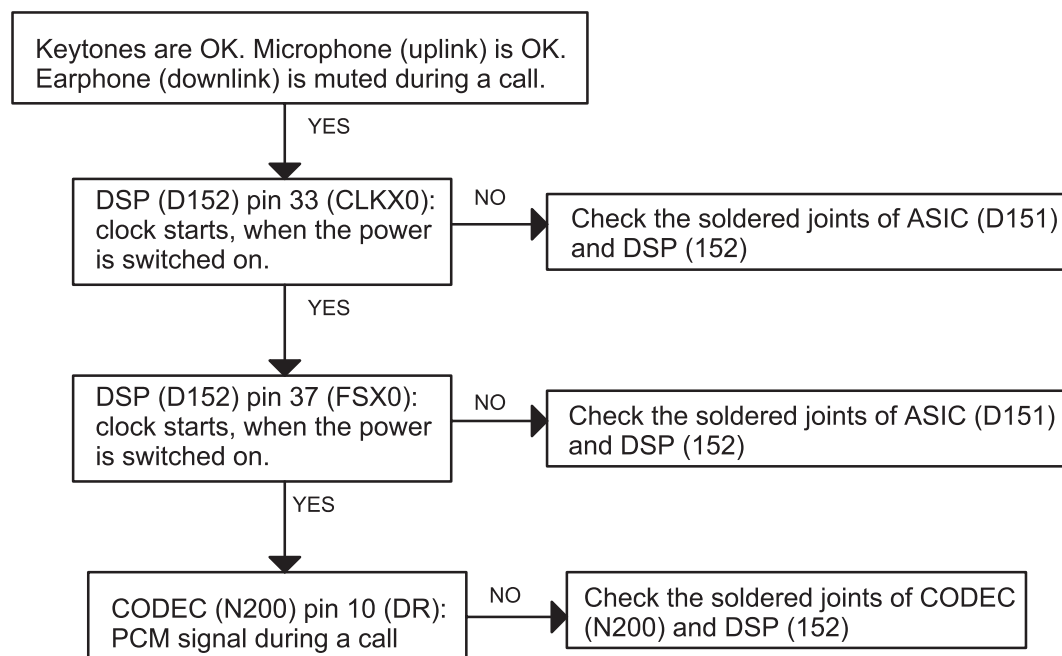 Keytones are OK. Microphone (uplink) is OK.
Earphone (downlink) is muted during a call.
YES
DSP (D152) pin 33 (CLKX0):
clock starts, when the power
is switched on.
NO
Check the soldered joints of ASIC (D151)
and DSP (152)
YES
DSP (D152) pin 37 (FSX0):
clock starts, when the power
is switched on.
NO
Check the soldered joints of ASIC (D151)
and DSP (152)
YES
CODEC (N200) pin 10 (DR):
PCM signal during a call
NO
Check the soldered joints of CODEC
(N200) and DSP (152)